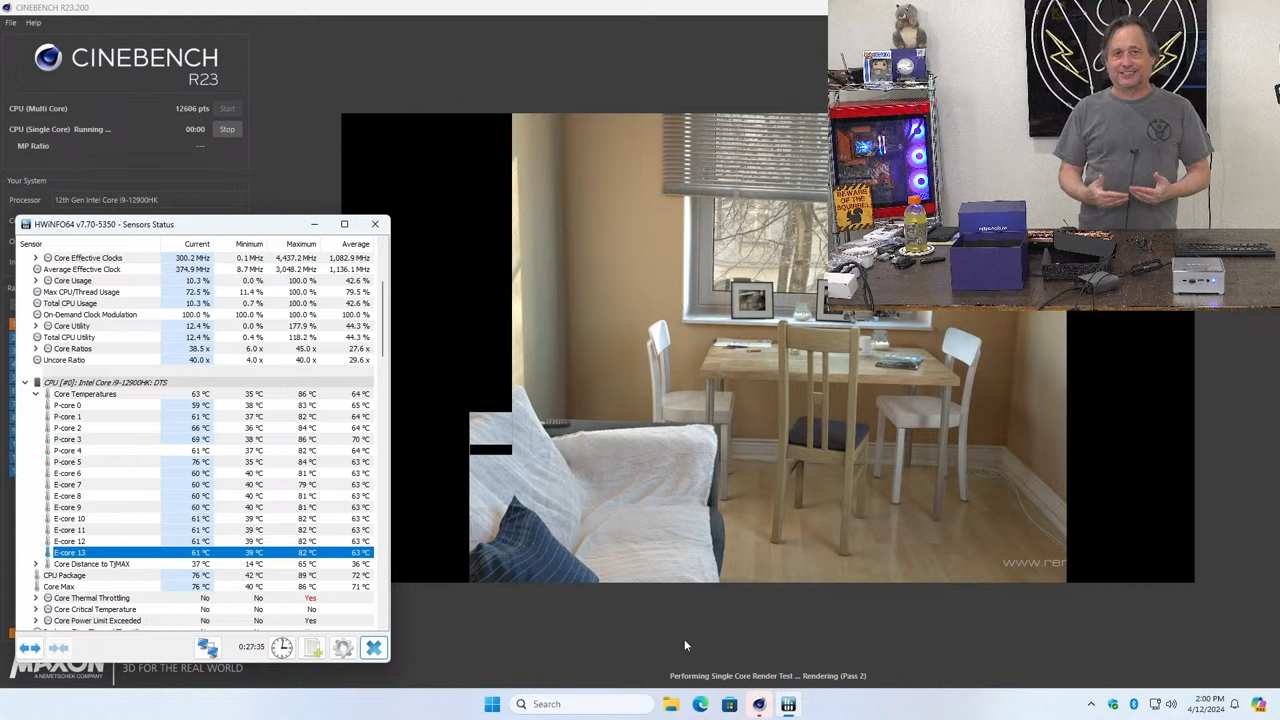 CINEBENCH R23.200
File Help
CINEBENCH
R23
CPU (Multi Core) 12606 pts Start
CPU (Single Core) Running ... 00:00 Stop
MP Ratio ---
Your System
Processor 12th Gen Intel Core i9-12900HK
HWiNFO64 v7.70-5350 - Sensors Status
Sensor Current Minimum Maximum Average
Core Effective Clocks 300.2 MHz 0.1 MHz 4,437.2 MHz 1,082.9 MHz
Average Effective Clock 374.9 MHz 8.7 MHz 3,048.2 MHz 1,136.1 MHz
Core Usage 10.3 % 0.0 % 100.0 % 42.6 %
Max CPU/Thread Usage 72.5 % 11.4 % 100.0 % 79.5 %
Total CPU Usage 10.3 % 0.7 % 100.0 % 42.6 %
On-Demand Clock Modulation 100.0 % 100.0 % 100.0 % 100.0 %
Core Utility 12.4 % 0.0 % 177.9 % 44.3 %
Total CPU Utility 12.4 % 0.4 % 118.2 % 44.3 %
Core Ratios 38.5 x 6.0 x 45.0 x 27.6 x
Uncore Ratio 40.0 x 4.0 x 40.0 x 29.6 x
CPU [#0]: Intel Core i9-12900HK: DTS
Core Temperatures 63 °C 35 °C 86 °C 64 °C
P-core 0 59 °C 38 °C 83 °C 65 °C
P-core 1 61 °C 37 °C 82 °C 64 °C
P-core 2 66 °C 36 °C 84 °C 66 °C
P-core 3 69 °C 38 °C 86 °C 70 °C
P-core 4 61 °C 37 °C 82 °C 64 °C
P-core 5 76 °C 35 °C 84 °C 63 °C
E-core 6 60 °C 40 °C 81 °C 63 °C
E-core 7 60 °C 40 °C 79 °C 63 °C
E-core 8 60 °C 40 °C 81 °C 63 °C
E-core 9 60 °C 40 °C 81 °C 63 °C
E-core 10 61 °C 39 °C 82 °C 63 °C
E-core 11 61 °C 39 °C 82 °C 63 °C
E-core 12 61 °C 39 °C 82 °C 63 °C
E-core 13 61 °C 39 °C 82 °C 63 °C
Core Distance to TjMAX 37 °C 14 °C 65 °C 36 °C
CPU Package 76 °C 42 °C 89 °C 72 °C
Core Max 76 °C 40 °C 86 °C 71 °C
Core Thermal Throttling No No Yes
Core Critical Temperature No No No
Core Power Limit Exceeded No No Yes
0:27:35
MAXON
A NEMETSCHEK COMPANY
3D FOR THE REAL WORLD
BEWARE
OF THE
SQUIRREL
www.rer
Performing Single Core Render Test ... Rendering (Pass 2)
Search
2:00 PM
4/12/2024